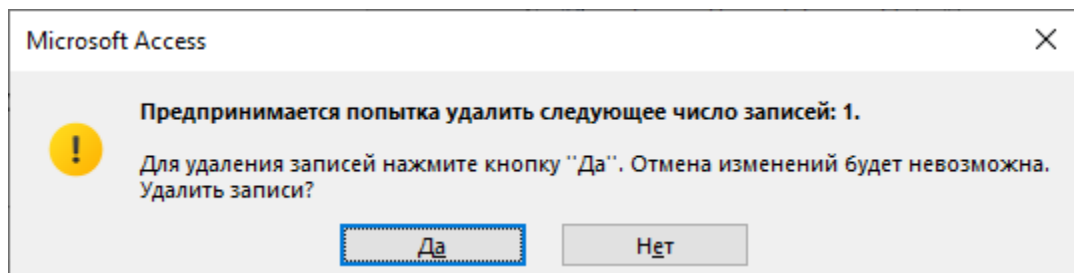 Microsoft Access
Предпринимается попытка удалить следующее число записей: 1.
Для удаления записей нажмите кнопку "Да". Отмена изменений будет невозможна.
Удалить записи?
Да
Нет